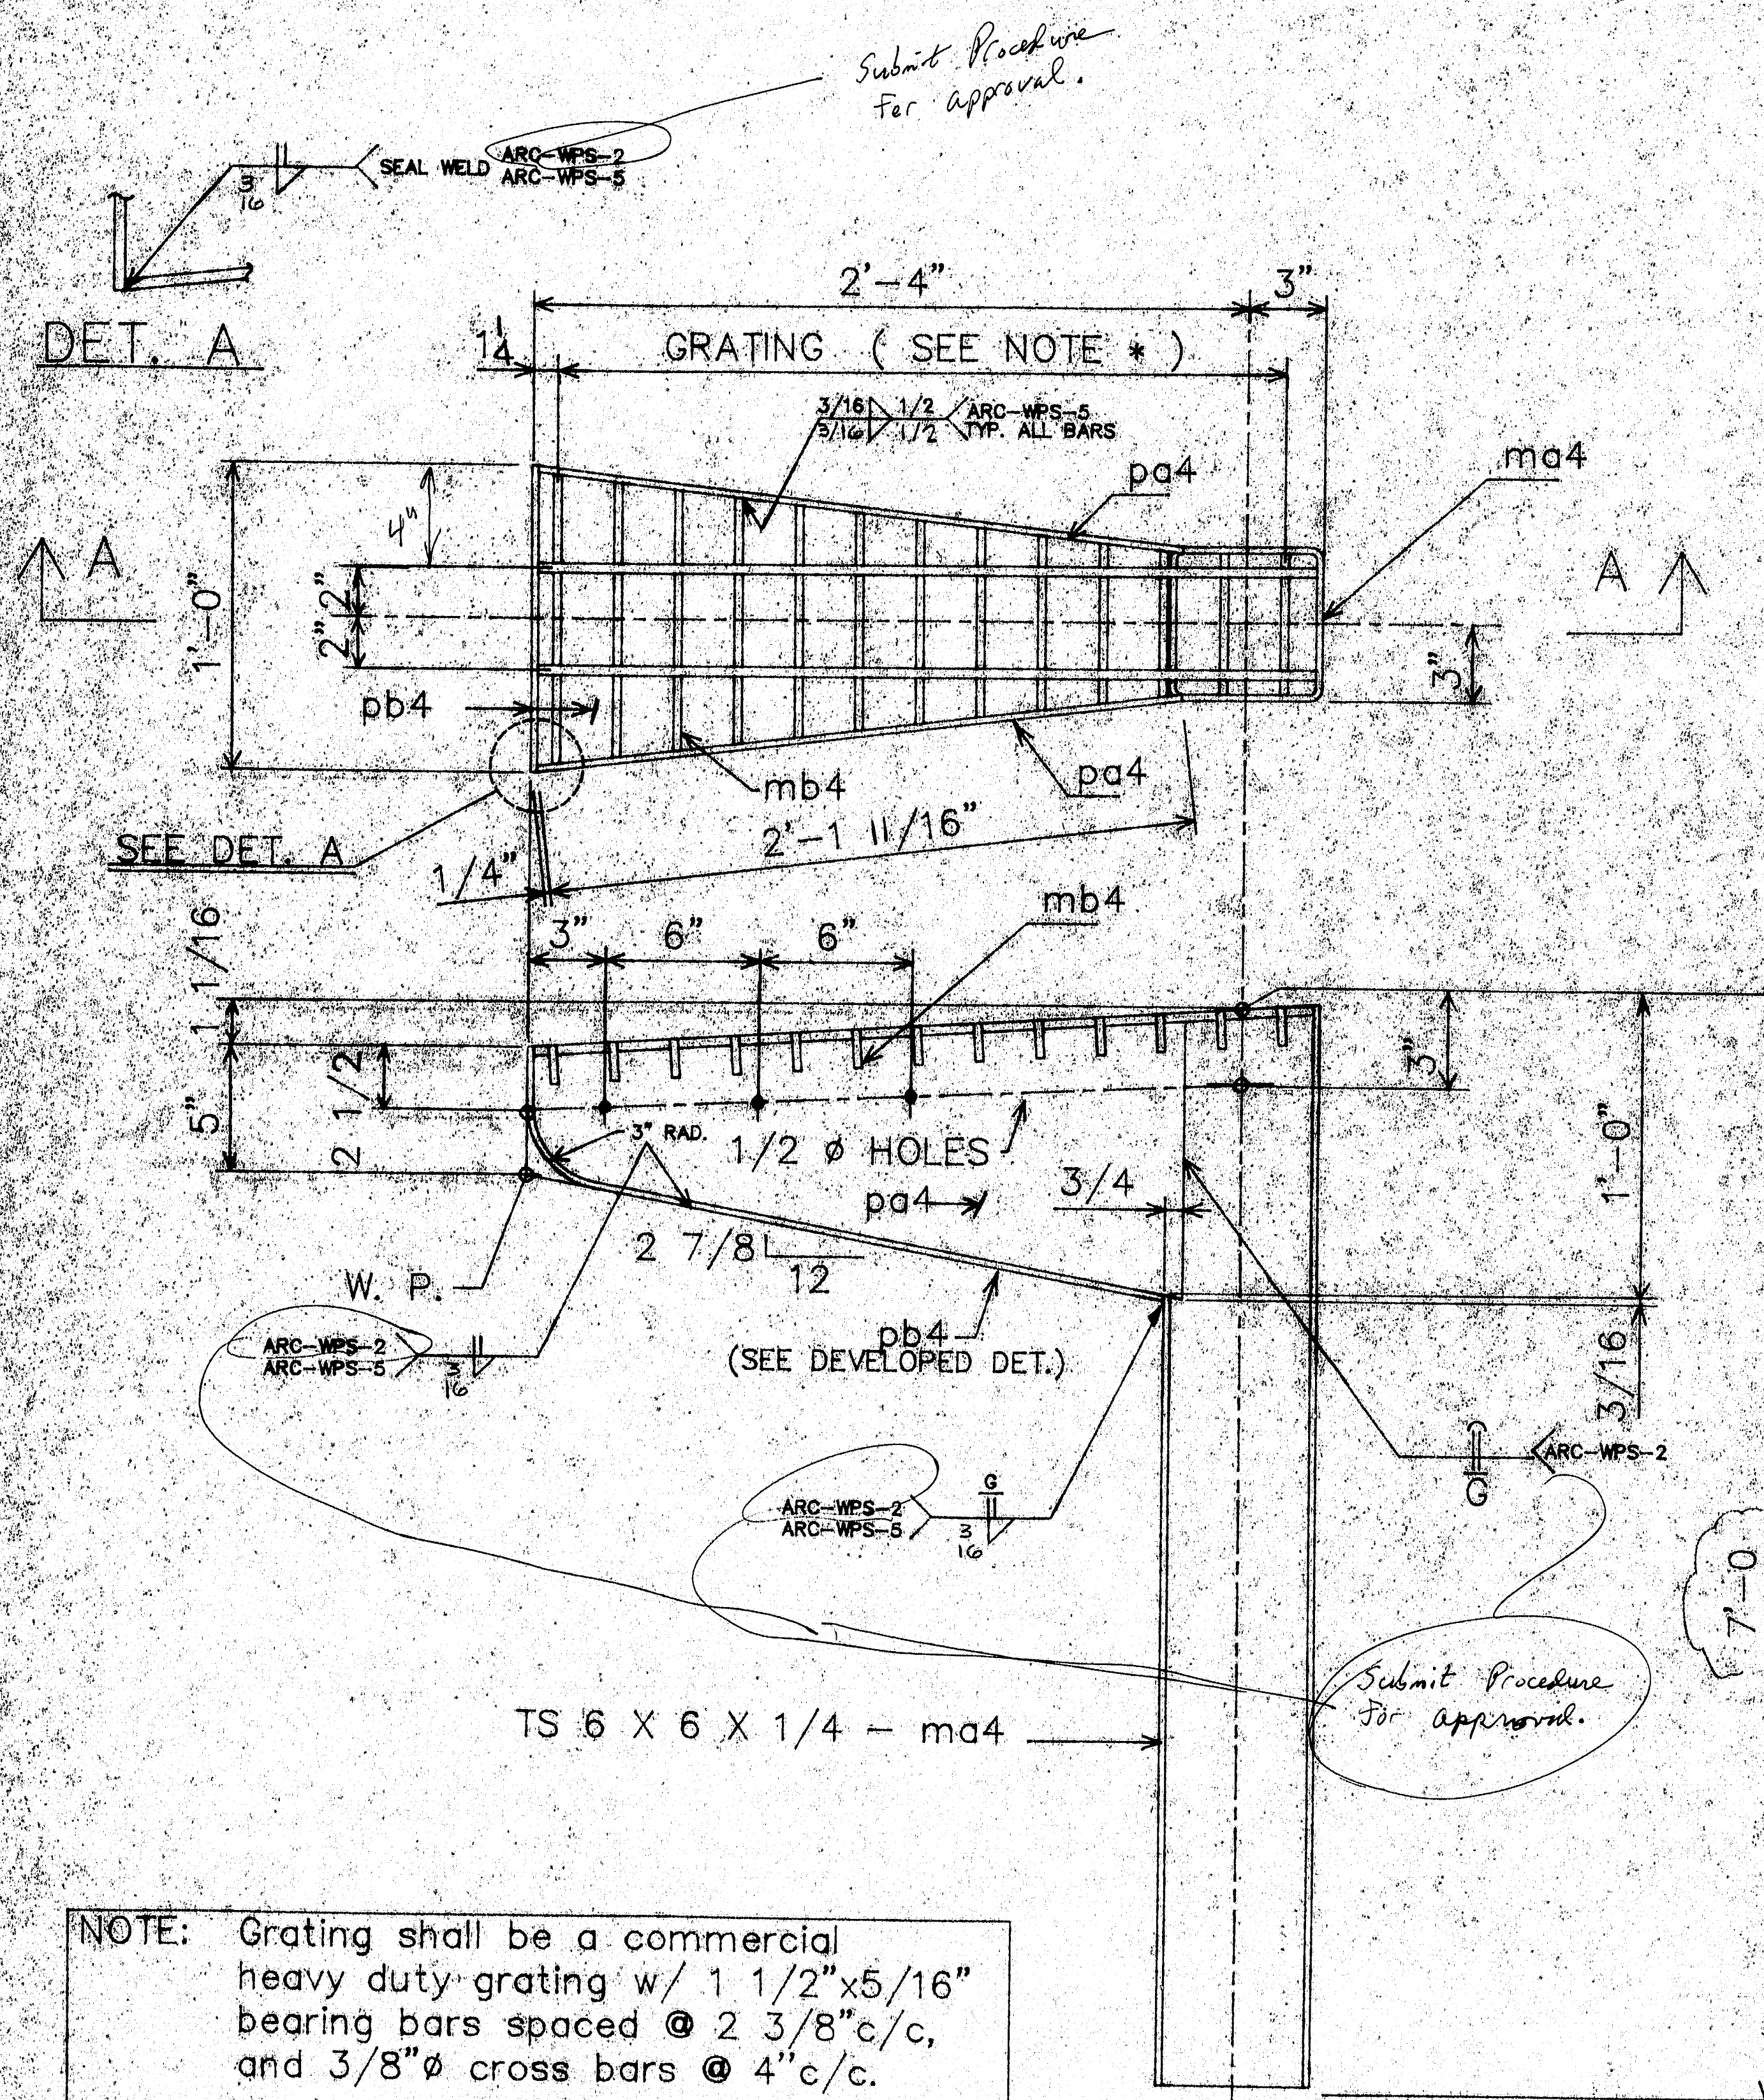 Submit Procedure
For approval.
SEAL WELD ARC-WPS-2
ARC-WPS-5
3
16
DET. A
2'-4" 3"
1 1/4 GRATING ( SEE NOTE * )
3/16 1/2 ARC-WPS-5
3/16 1/2 TYP. ALL BARS
ma4
pa4
4"
A A
1'-0"
2" 2"
3"
pb4
mb4 pa4
2'-1 11/16"
SEE DET. A
1/4"
mb4
3" 6" 6"
1 1/16
5"
2 1/2
3"
1'-0"
3" RAD.
1/2 ø HOLES
pa4
3/4
2 7/8
12
W. P.
pb4
(SEE DEVELOPED DET.)
ARC-WPS-2
ARC-WPS-5
3
16
3/16
G
ARC-WPS-2
G
ARC-WPS-2
ARC-WPS-5
3
16
7'-0
Submit Procedure
For approval.
TS 6 X 6 X 1/4 - ma4
NOTE: Grating shall be a commercial
heavy duty grating w/ 1 1/2"x5/16"
bearing bars spaced @ 2 3/8"c/c,
and 3/8"ø cross bars @ 4"c/c.